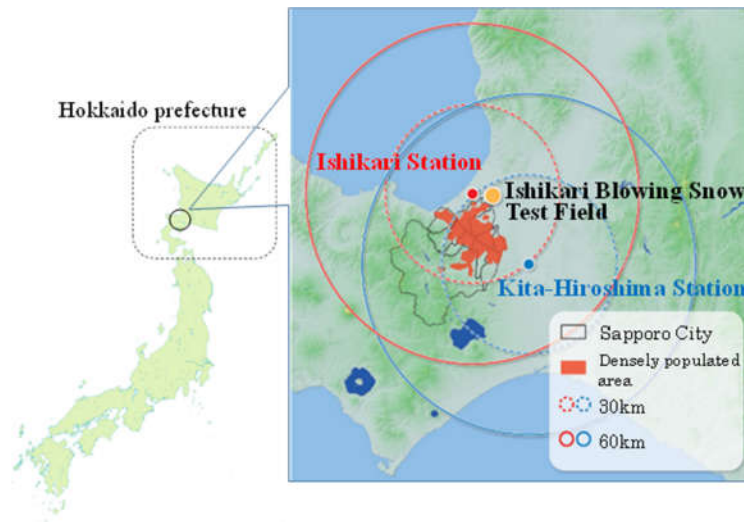 Hokkaido prefecture
Ishikari Station
Ishikari Blowing Snow
Test Field
Kita-Hiroshima Station
Sapporo City
Densely populated
area
30km
60km